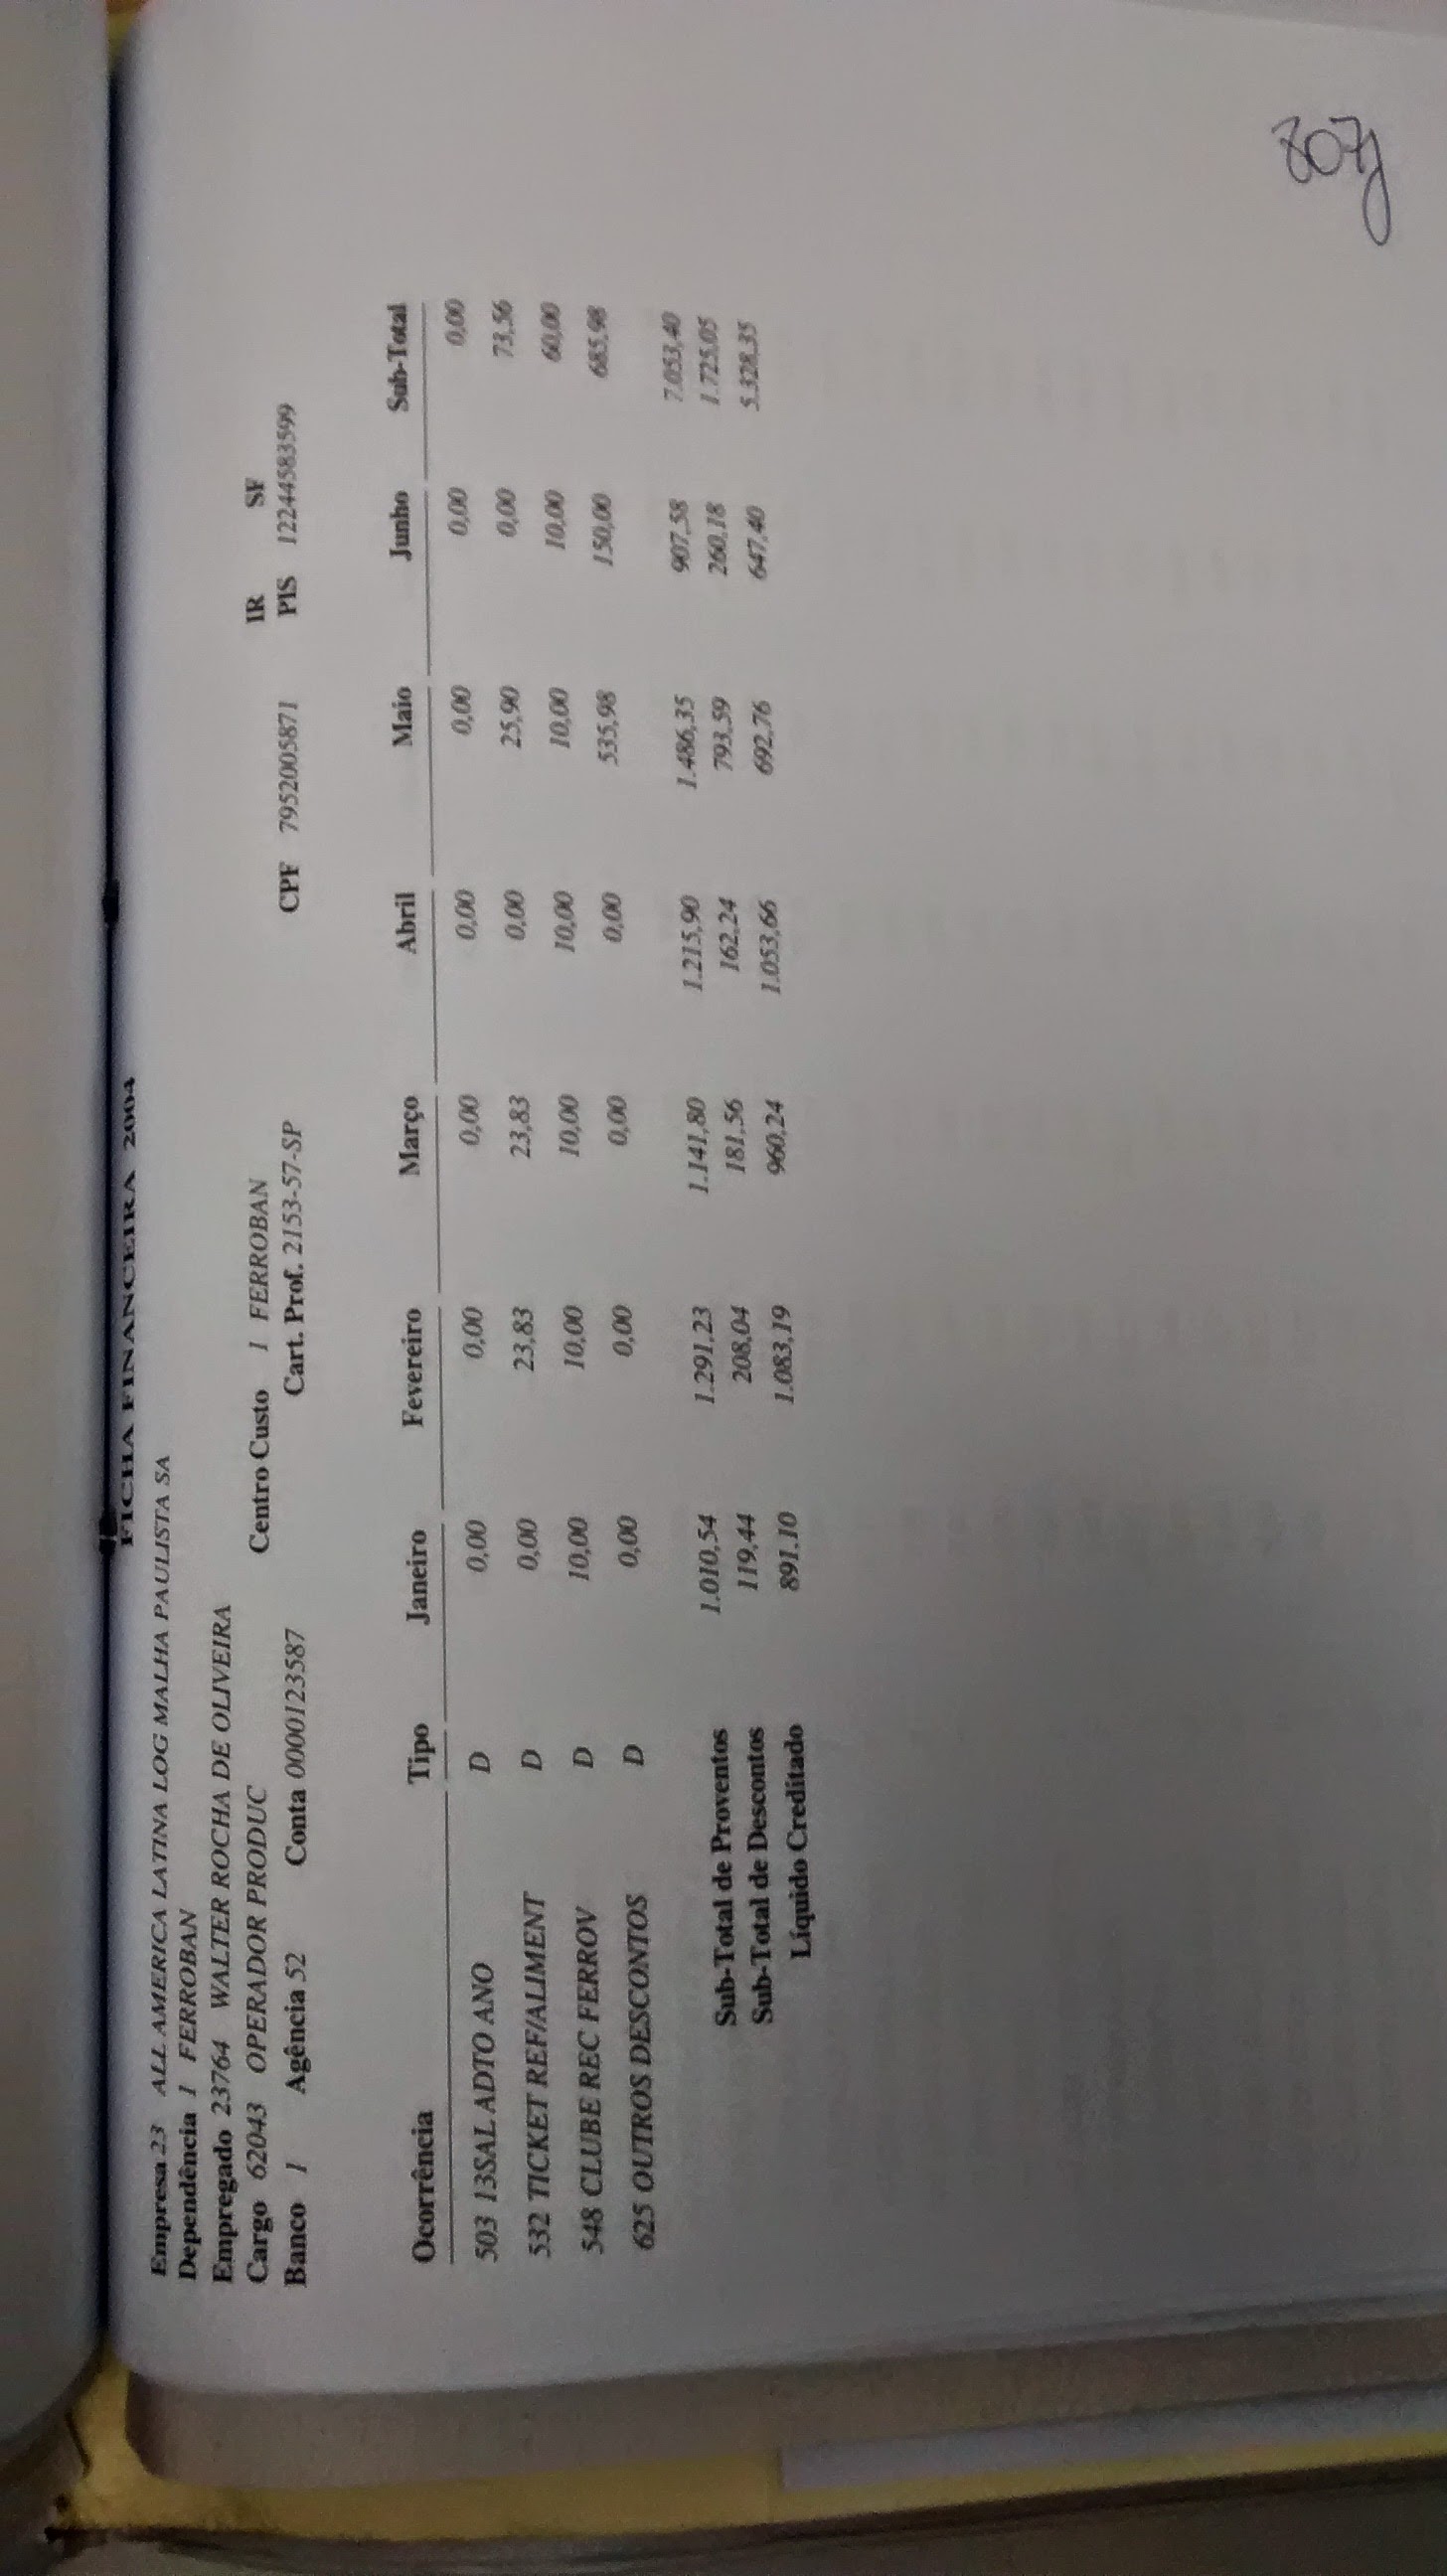 FICHA FINANCEIRA 2004
Empresa 23 ALL AMERICA LATINA LOG MALHA PAULISTA SA
Dependência 1 FERROBAN
Empregado 23764 WALTER ROCHA DE OLIVEIRA
Cargo 62043 OPERADOR PRODUC Centro Custo 1 FERROBAN IR SF
Banco 1 Agência 52 Conta 0000123587 Cart. Prof. 2153-57-SP CPF 7952005871 PIS 12244583599
Ocorrência Tipo Janeiro Fevereiro Março Abril Maio Junho Sub-Total
503 13SAL ADTO ANO D 0,00 0,00 0,00 0,00 0,00 0,00 0,00
532 TICKET REF/ALIMENT D 0,00 23,83 23,83 0,00 25,90 0,00 73,56
548 CLUBE REC FERROV D 10,00 10,00 10,00 10,00 10,00 10,00 60,00
625 OUTROS DESCONTOS D 0,00 0,00 0,00 0,00 535,98 150,00 685,98
Sub-Total de Proventos 1.010,54 1.291,23 1.141,80 1.215,90 1.486,35 907,58 7.053,40
Sub-Total de Descontos 119,44 208,04 181,56 162,24 793,59 260,18 1.725,05
Líquido Creditado 891,10 1.083,19 960,24 1.053,66 692,76 647,40 5.328,35